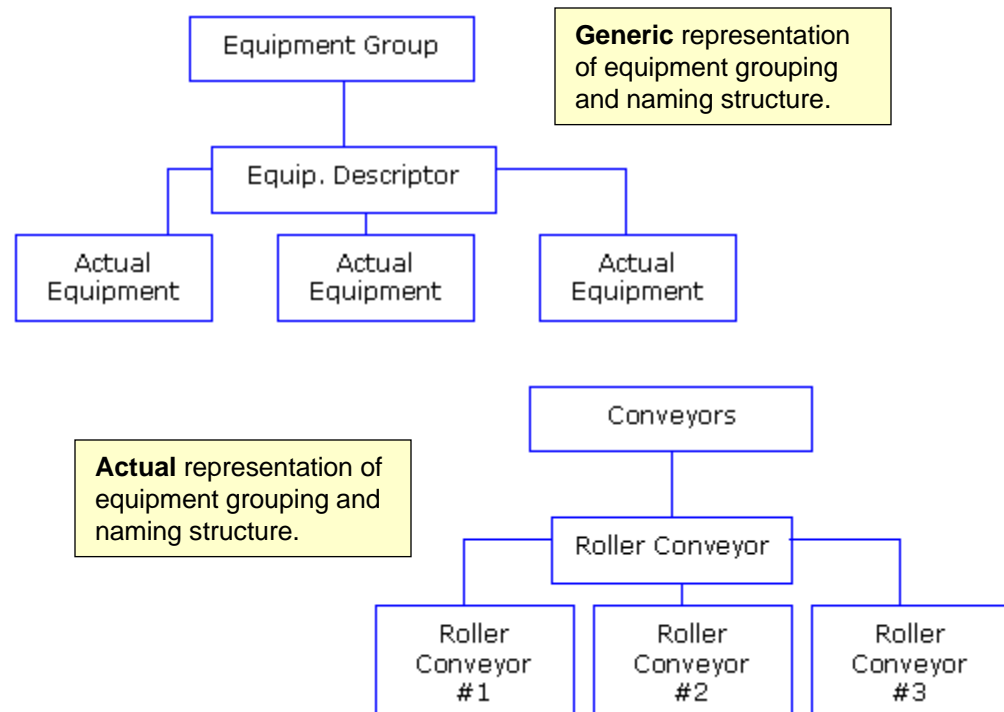 Equipment Group
Generic representation
of equipment grouping
and naming structure.
Equip. Descriptor
Actual
Equipment
Actual
Equipment
Actual
Equipment
Conveyors
Actual representation of
equipment grouping and
naming structure.
Roller Conveyor
Roller
Conveyor
#1
Roller
Conveyor
#2
Roller
Conveyor
#3